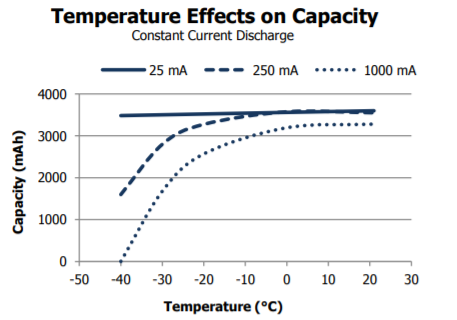 Temperature Effects on Capacity
Constant Current Discharge
25 mA 250 mA 1000 mA
Capacity (mAh)
4000
3000
2000
1000
0
-50 -40 -30 -20 -10 0 10 20 30
Temperature (°C)